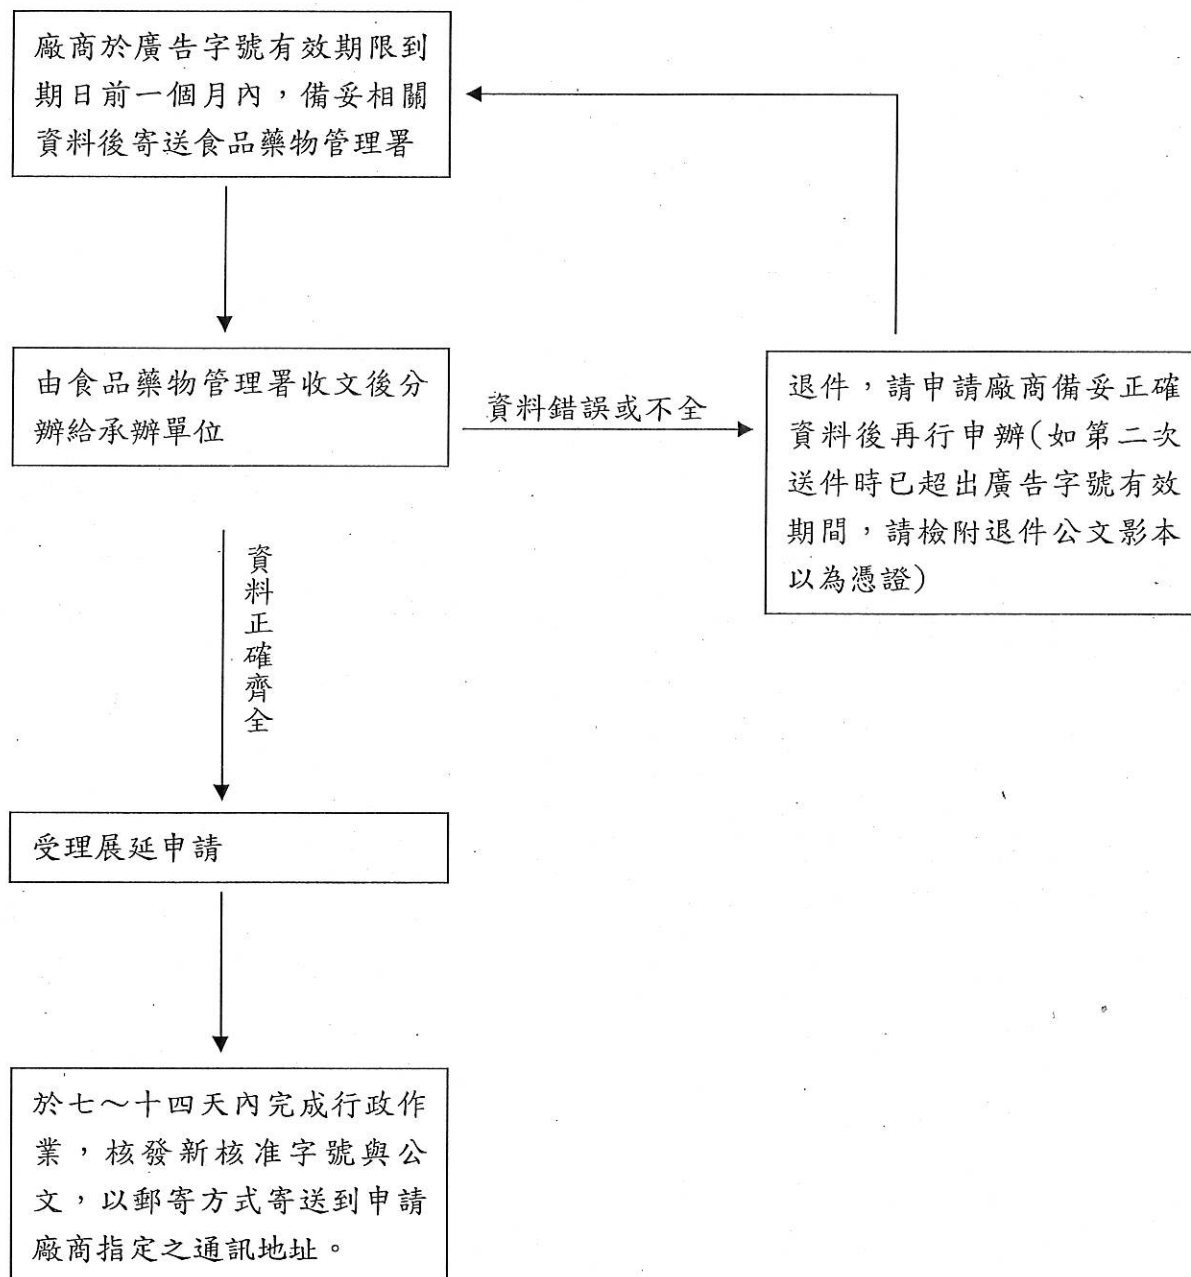 廠商於廣告字號有效期限到
期日前一個月內，備妥相關
資料後寄送食品藥物管理署
由食品藥物管理署收文後分
辦給承辦單位
資料錯誤或不全
退件，請申請廠商備妥正確
資料後再行申辦(如第二次
送件時已超出廣告字號有效
期間，請檢附退件公文影本
以為憑證)
資料正確齊全
受理展延申請
於七～十四天內完成行政作
業，核發新核准字號與公
文，以郵寄方式寄送到申請
廠商指定之通訊地址。